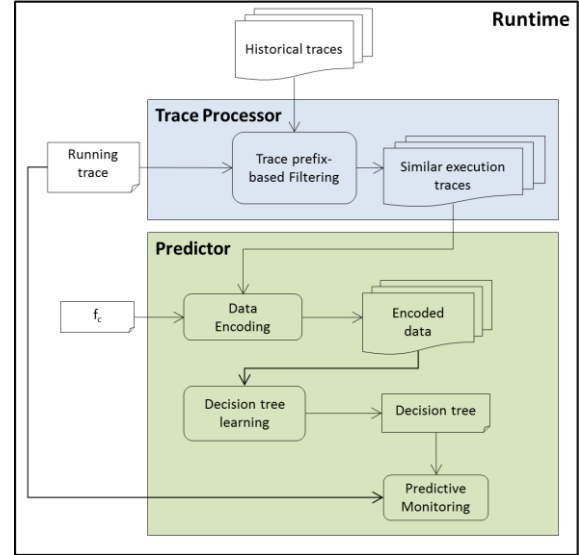 Runtime
Historical traces
Trace Processor
Running
trace
Trace prefix-
based Filtering
Similar execution
traces
Predictor
f_c
Data
Encoding
Encoded
data
Decision tree
learning
Decision tree
Predictive
Monitoring